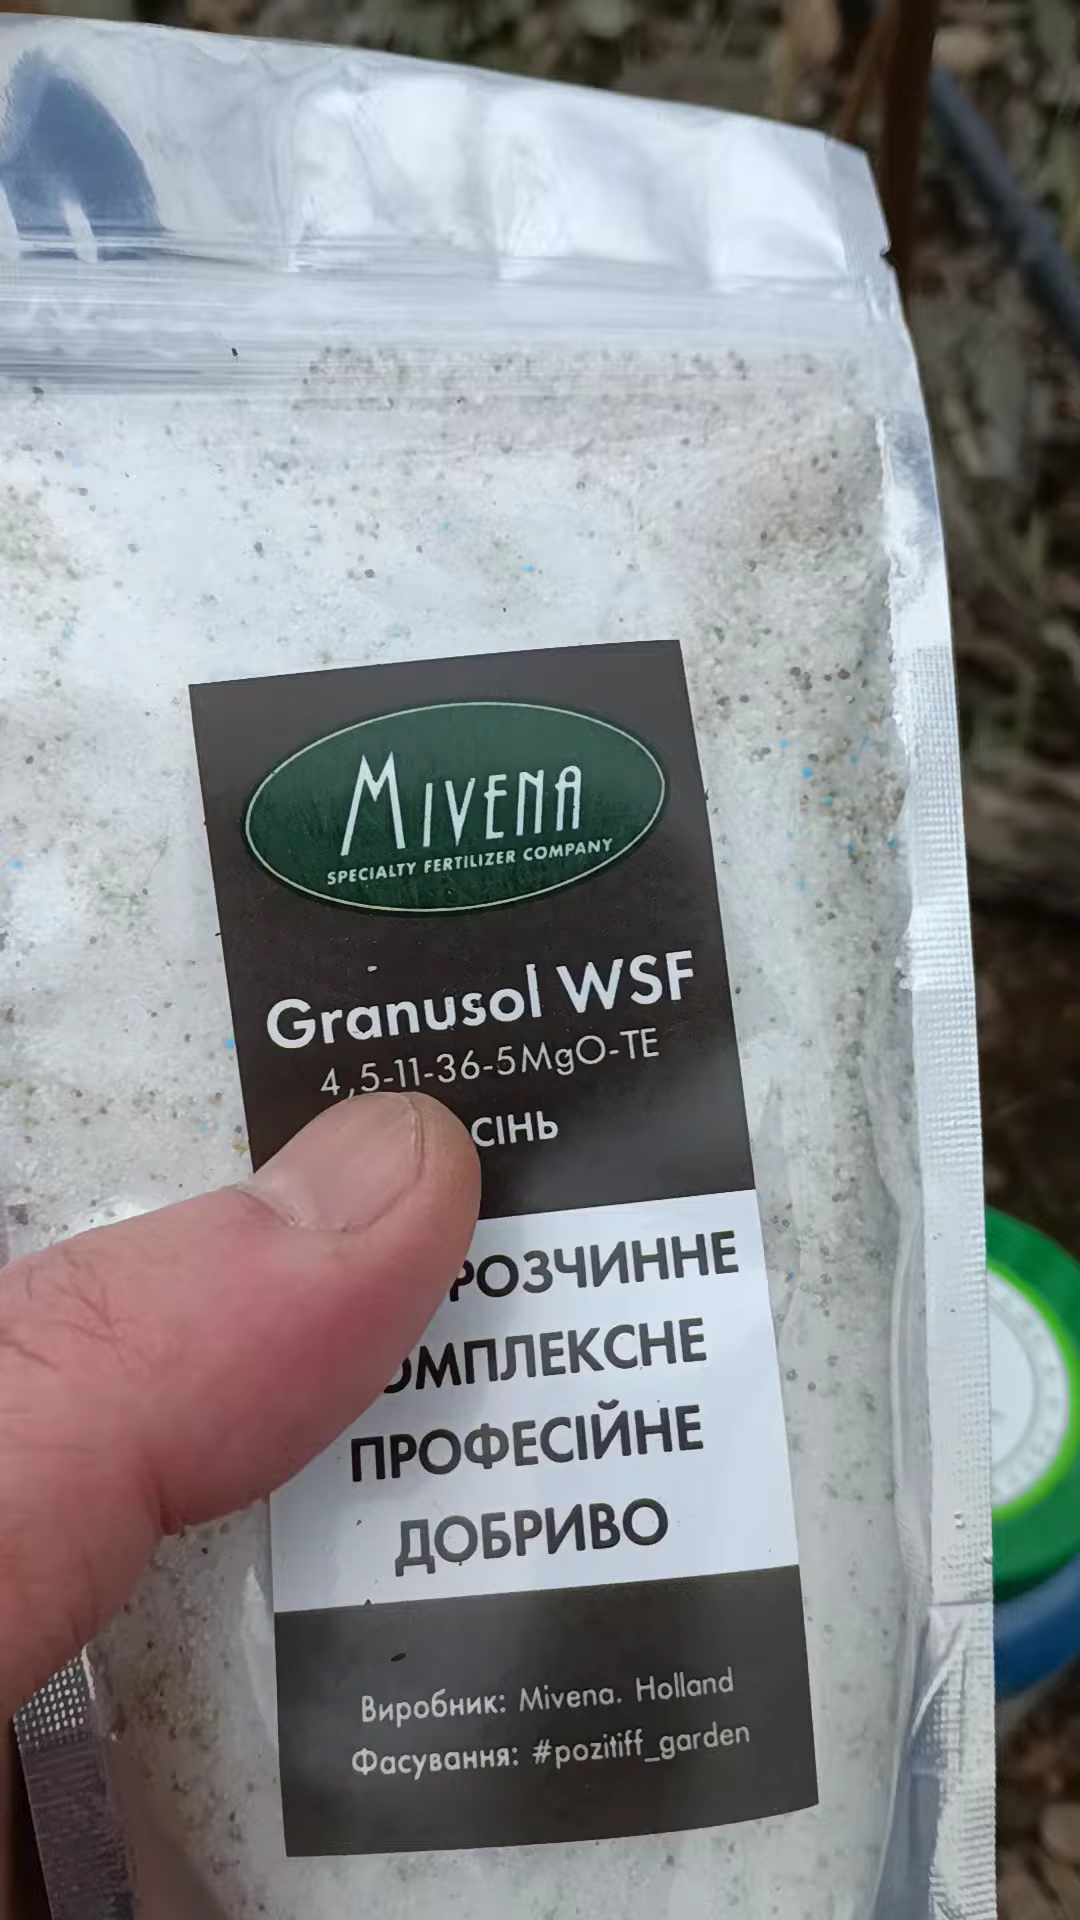 MIVENA
SPECIALTY FERTILIZER COMPANY
Granusol WSF
4,5-11-36-5MgO-TE
СІНЬ
РОЗЧИННЕ
ОМПЛЕКСНЕ
ПРОФЕСІЙНЕ
ДОБРИВО
Виробник: Mivena. Holland
Фасування: #pozitiff_garden